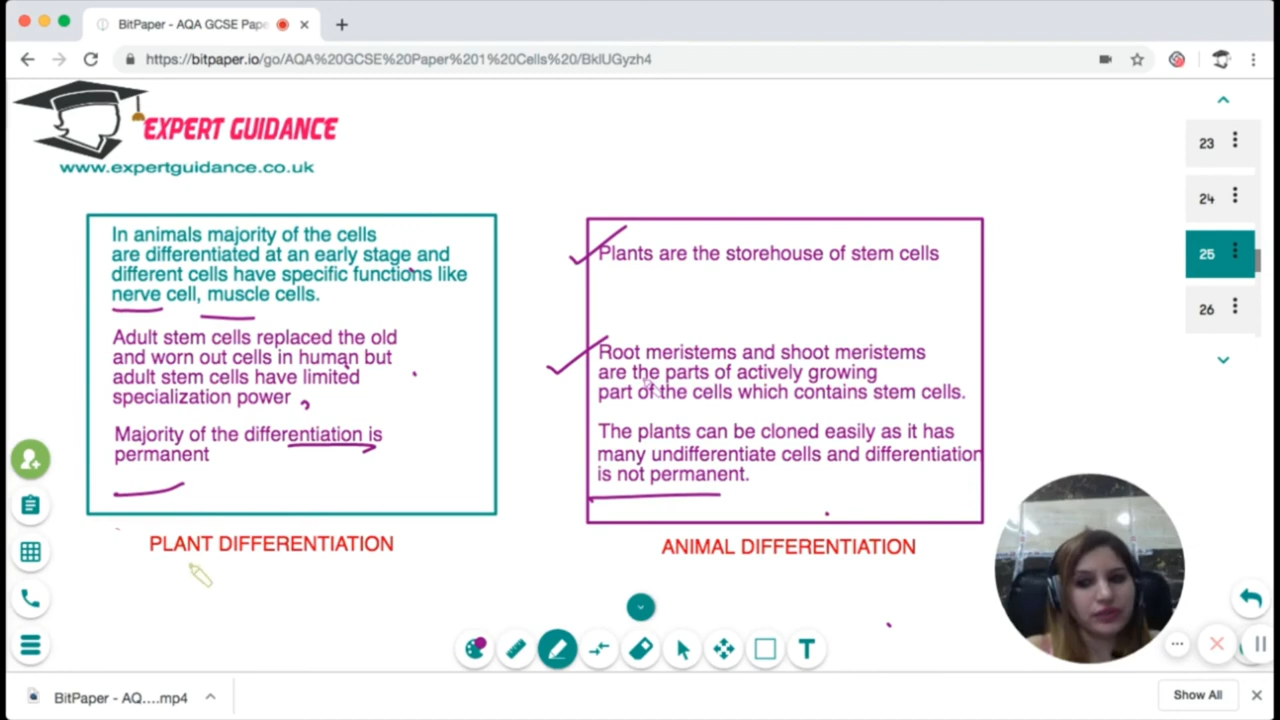 BitPaper - AQA GCSE Pape
https://bitpaper.io/go/AQA%20GCSE%20Paper%201%20Cells%20/BklUGyzh4
EXPERT GUIDANCE
www.expertguidance.co.uk
In animals majority of the cells
are differentiated at an early stage and
different cells have specific functions like
nerve cell, muscle cells.
Adult stem cells replaced the old
and worn out cells in human but
adult stem cells have limited
specialization power
Majority of the differentiation is
permanent
PLANT DIFFERENTIATION
Plants are the storehouse of stem cells
Root meristems and shoot meristems
are the parts of actively growing
part of the cells which contains stem cells.
The plants can be cloned easily as it has
many undifferentiate cells and differentiation
is not permanent.
ANIMAL DIFFERENTIATION
23
24
25
26
T
BitPaper - AQ....mp4
Show All